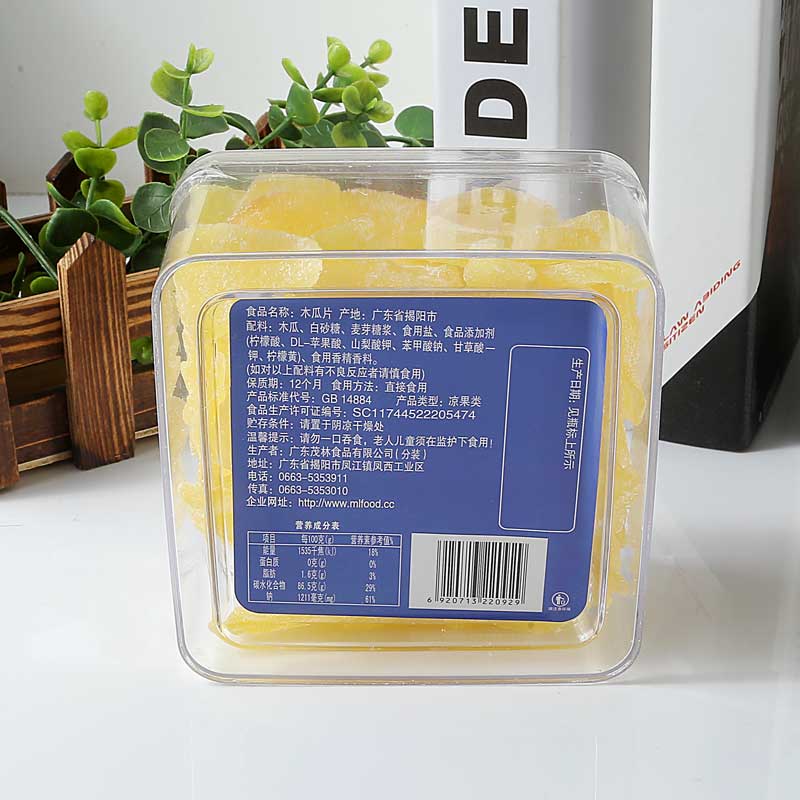 DE
食品名称：木瓜片 产地：广东省揭阳市
配料：木瓜、白砂糖、麦芽糖浆、食用盐、食品添加剂
(柠檬酸、DL–苹果酸、山梨酸钾、苯甲酸钠、甘草酸一
钾、柠檬黄)、食用香精香料。
(如对以上配料有不良反应者请慎食用)
保质期：12个月 食用方法：直接食用
产品标准代号：GB 14884 产品类型：凉果类
食品生产许可证编号：SC11744522205474
贮存条件：请置于阴凉干燥处
温馨提示：请勿一口吞食，老人儿童须在监护下食用！
生产者：广东茂林食品有限公司(分装)
地址：广东省揭阳市凤江镇凤西工业区
电话：0663-5353911
传真：0663-5353010
企业网址：http://www.mlfood.cc
生产日期：见瓶标上所示
营养成分表
项目 每100克(g) 营养素参考值%
能量 1535千焦(kJ) 18%
蛋白质 0克(g) 0%
脂肪 1.6克(g) 3%
碳水化合物 86.5克(g) 29%
钠 1211毫克(mg) 61%
6 920713 220929
LAW ABIDING
SITIZEN